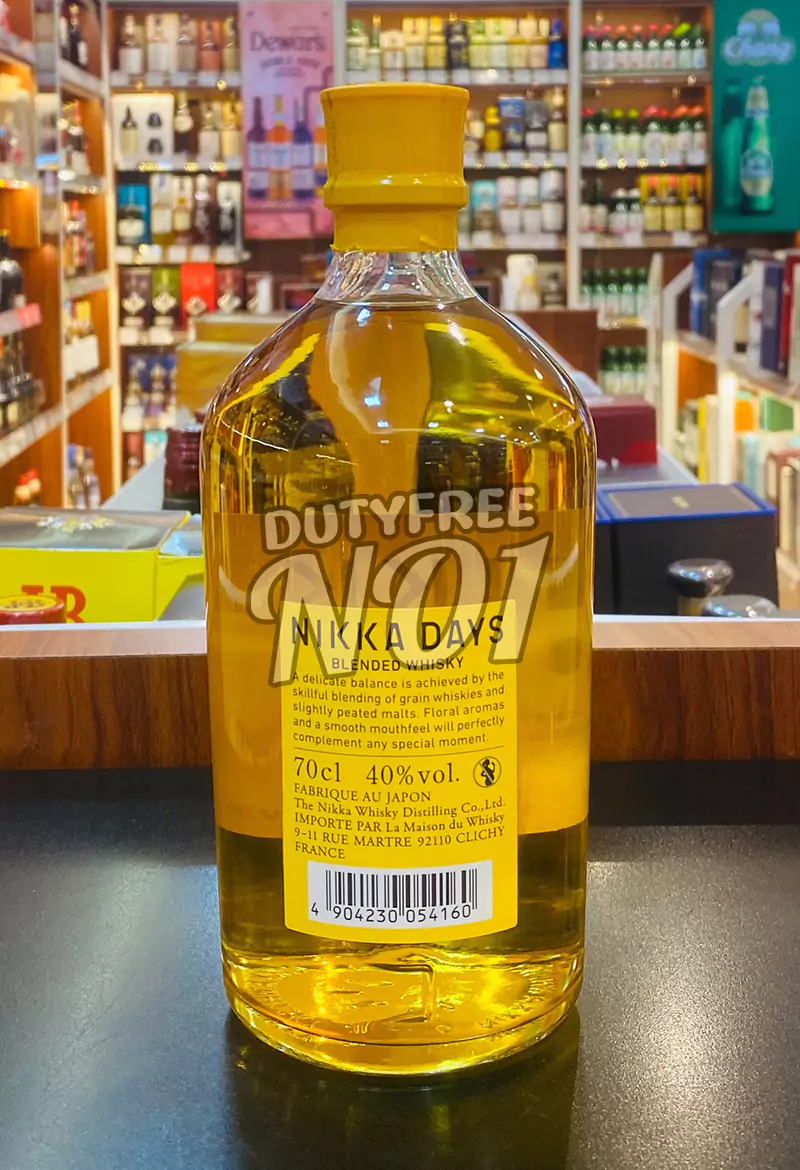 Dewar's
Chang
DUTYFREE
NO1
NIKKA DAYS
BLENDED WHISKY
A delicate balance is achieved by the
skillful blending of grain whiskies and
slightly peated malts. Floral aromas
and a smooth mouthfeel will perfectly
complement any special moment.
70cl 40%vol.
FABRIQUE AU JAPON
The Nikka Whisky Distilling Co.,Ltd.
IMPORTE PAR La Maison du Whisky
9-11 RUE MARTRE 92110 CLICHY
FRANCE
4 904230 054160